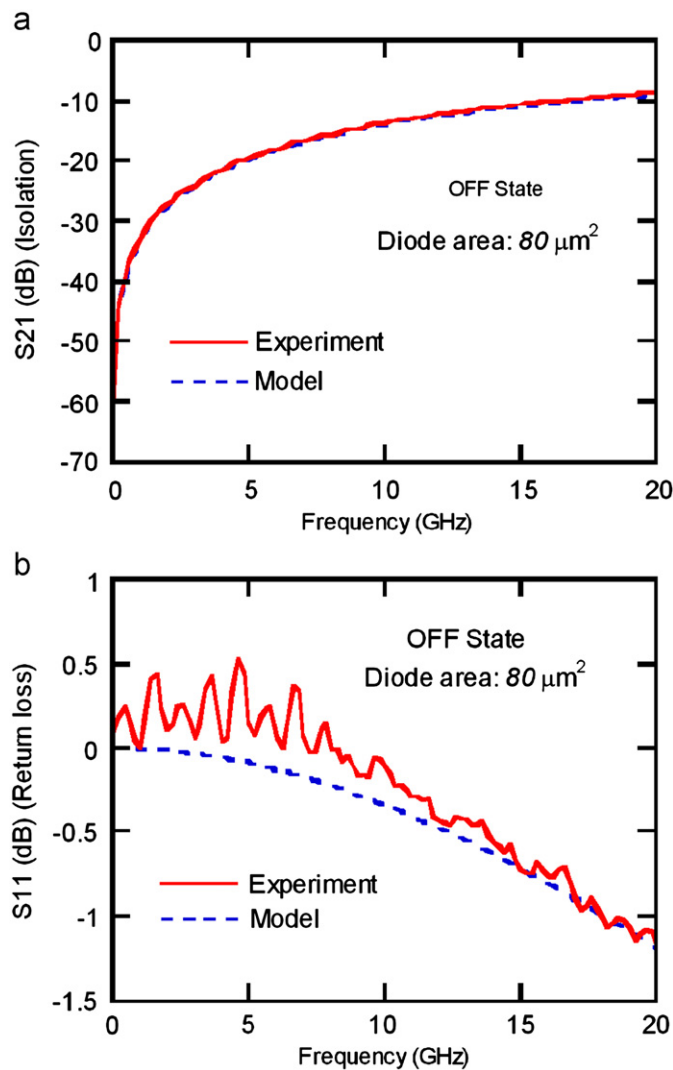 a
0
-10
-20
-30
-40
-50
-60
-70
S21 (dB) (Isolation)
OFF State
Diode area: 80 μm²
Experiment
Model
0 5 10 15 20
Frequency (GHz)
b
1
0.5
0
-0.5
-1
-1.5
S11 (dB) (Return loss)
OFF State
Diode area: 80 μm²
Experiment
Model
0 5 10 15 20
Frequency (GHz)